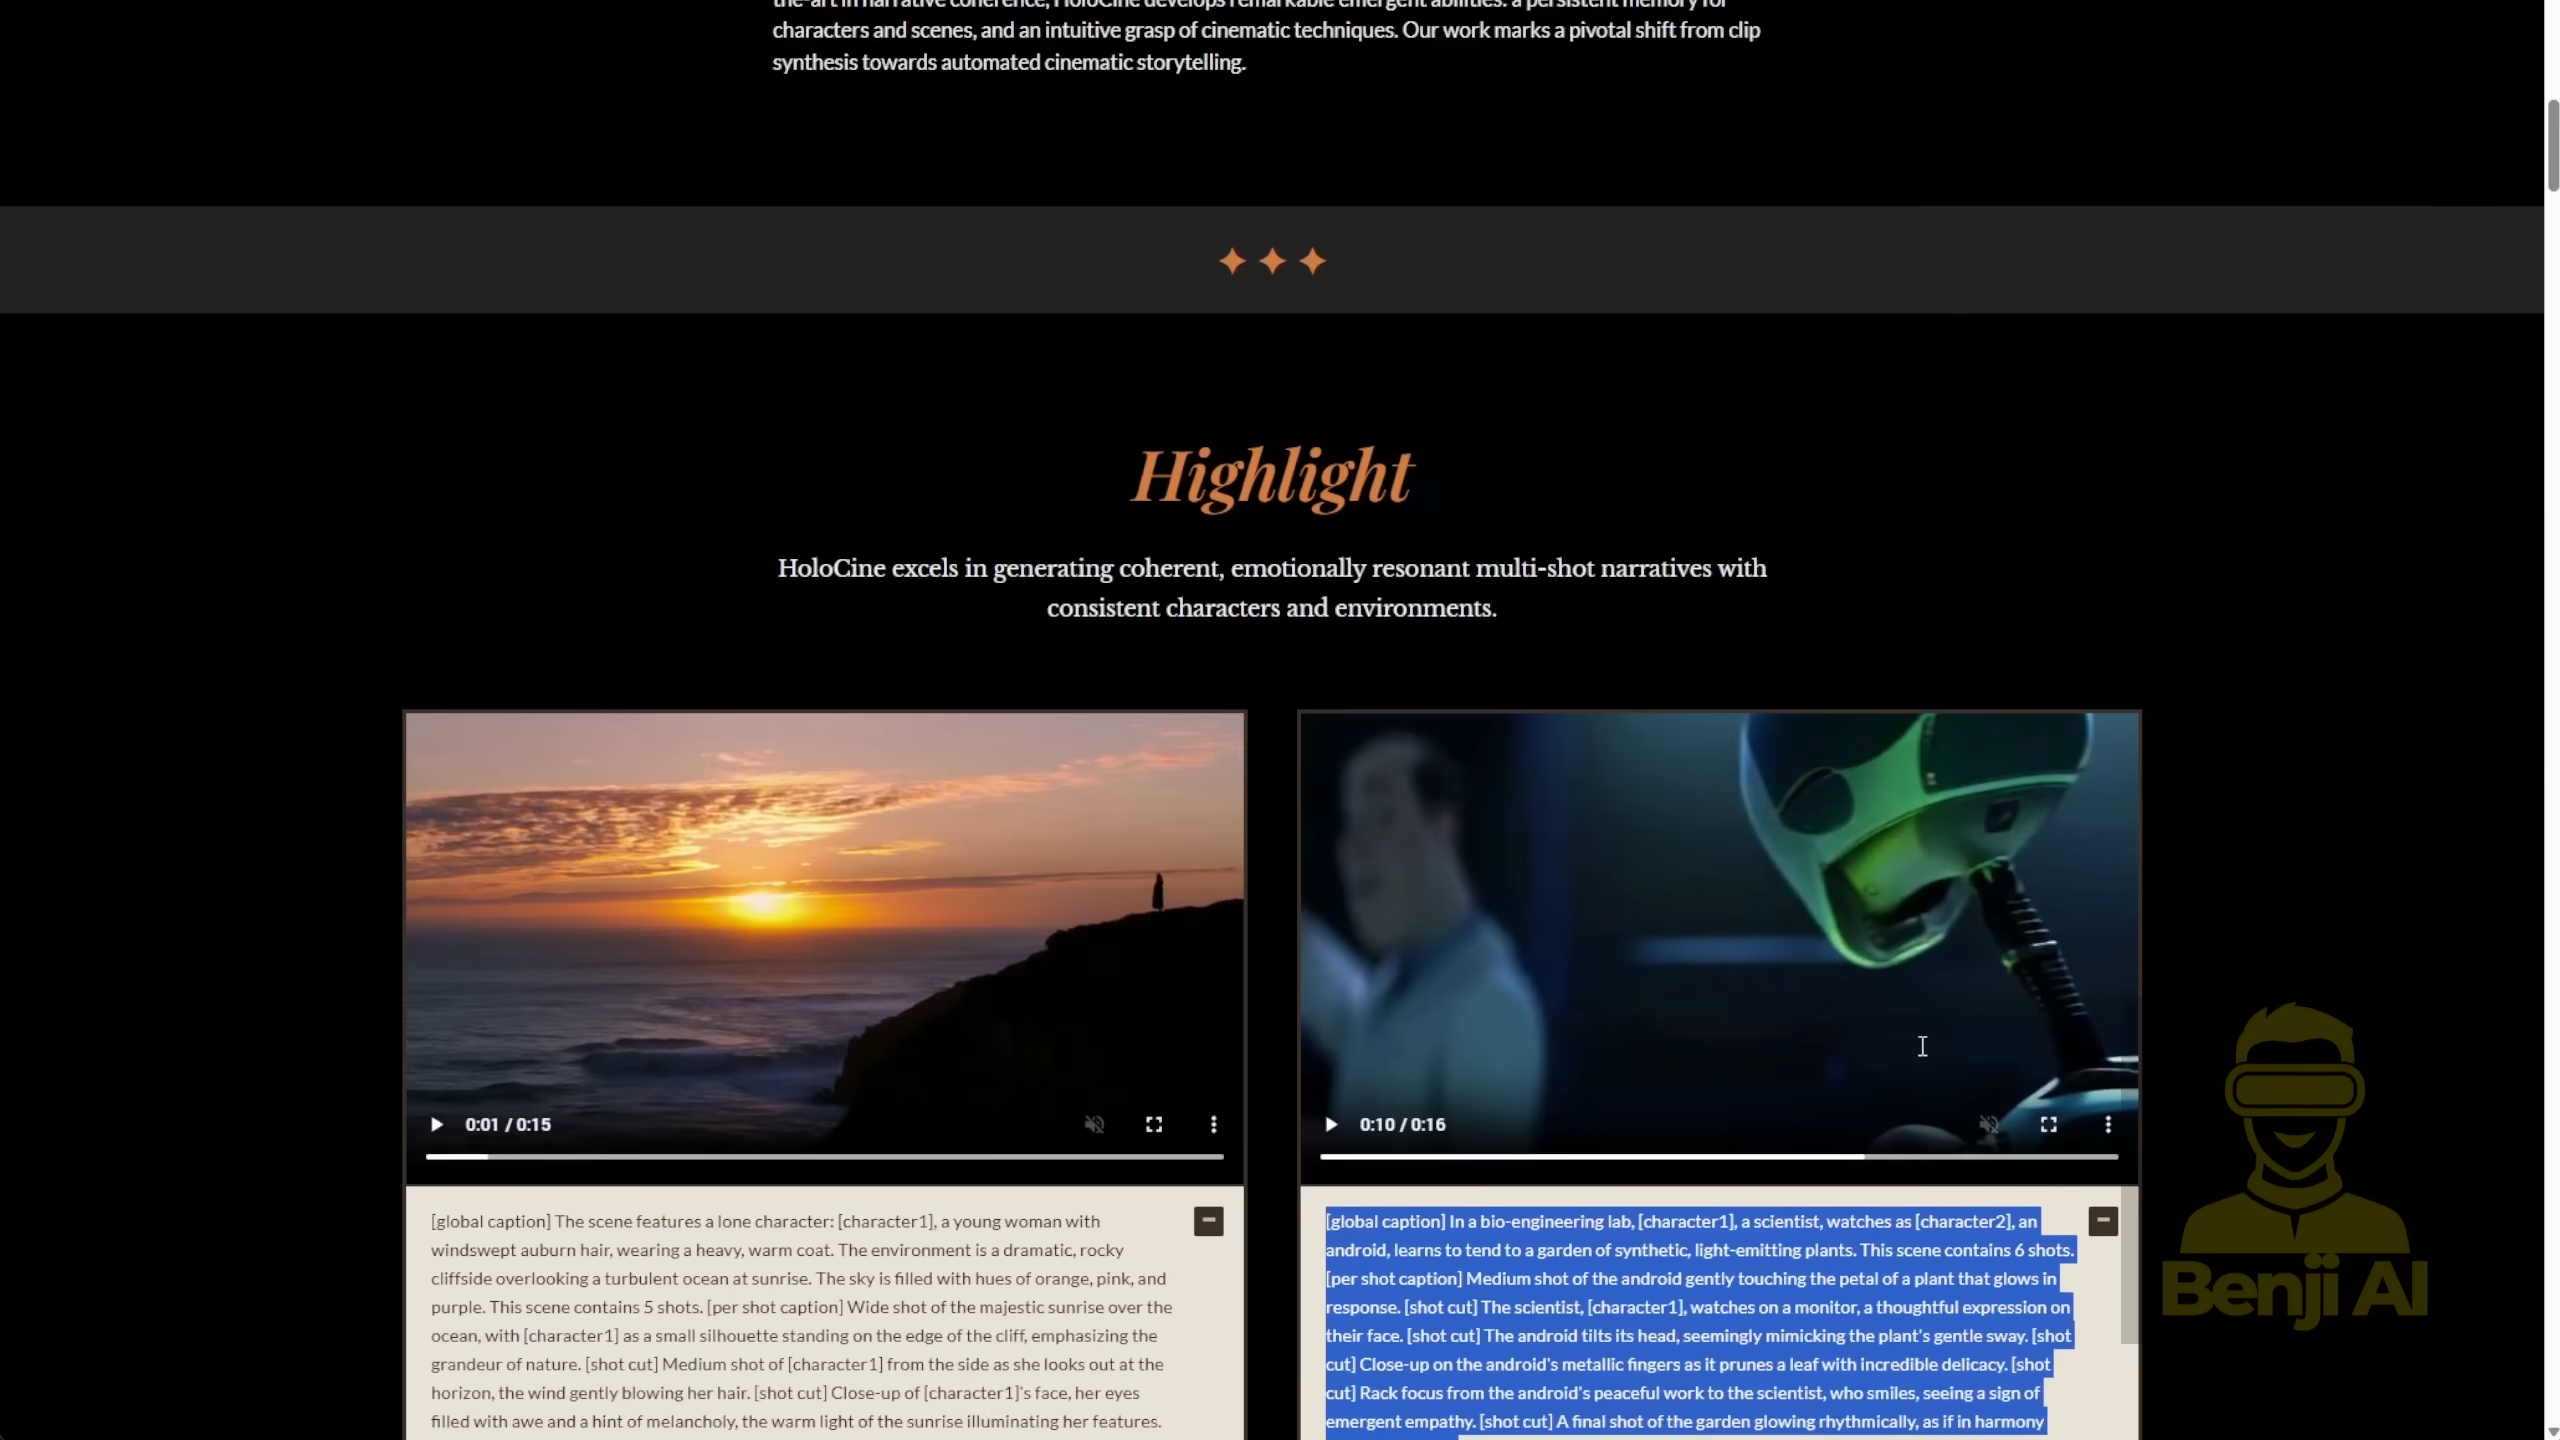 the-art in narrative coherence, HoloCine develops remarkable emergent abilities: a persistent memory for
characters and scenes, and an intuitive grasp of cinematic techniques. Our work marks a pivotal shift from clip
synthesis towards automated cinematic storytelling.
Highlight
HoloCine excels in generating coherent, emotionally resonant multi-shot narratives with
consistent characters and environments.
0:01 / 0:15
[global caption] The scene features a lone character: [character1], a young woman with
windswept auburn hair, wearing a heavy, warm coat. The environment is a dramatic, rocky
cliffside overlooking a turbulent ocean at sunrise. The sky is filled with hues of orange, pink, and
purple. This scene contains 5 shots. [per shot caption] Wide shot of the majestic sunrise over the
ocean, with [character1] as a small silhouette standing on the edge of the cliff, emphasizing the
grandeur of nature. [shot cut] Medium shot of [character1] from the side as she looks out at the
horizon, the wind gently blowing her hair. [shot cut] Close-up of [character1]'s face, her eyes
filled with awe and a hint of melancholy, the warm light of the sunrise illuminating her features.
0:10 / 0:16
[global caption] In a bio-engineering lab, [character1], a scientist, watches as [character2], an
android, learns to tend to a garden of synthetic, light-emitting plants. This scene contains 6 shots.
[per shot caption] Medium shot of the android gently touching the petal of a plant that glows in
response. [shot cut] The scientist, [character1], watches on a monitor, a thoughtful expression on
their face. [shot cut] The android tilts its head, seemingly mimicking the plant's gentle sway. [shot
cut] Close-up on the android's metallic fingers as it prunes a leaf with incredible delicacy. [shot
cut] Rack focus from the android's peaceful work to the scientist, who smiles, seeing a sign of
emergent empathy. [shot cut] A final shot of the garden glowing rhythmically, as if in harmony
Benji AI